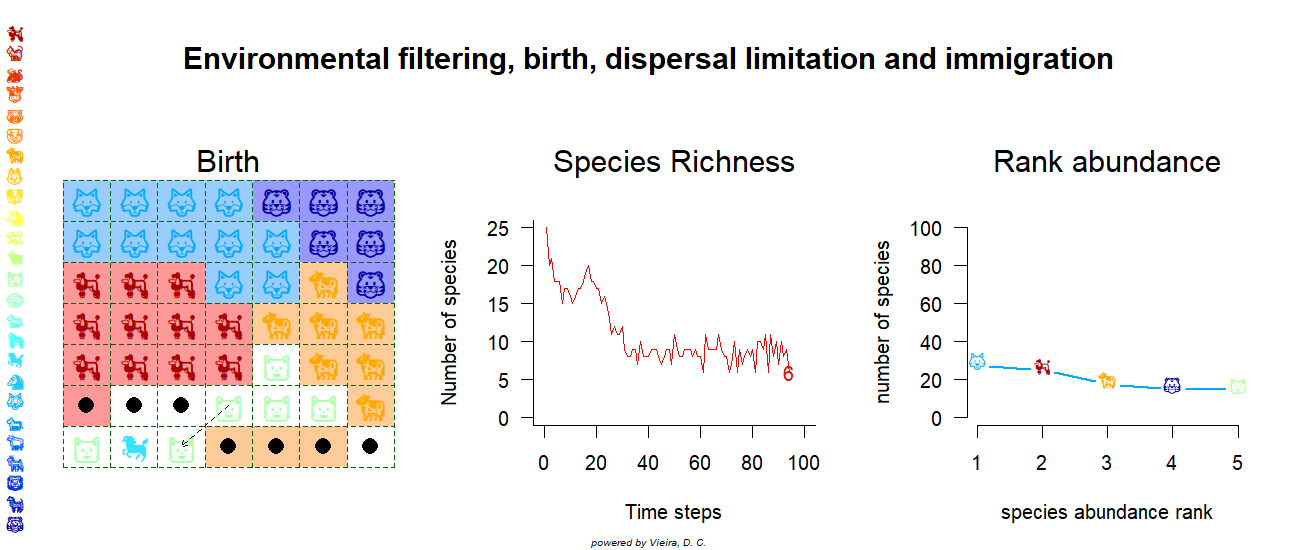 Environmental filtering, birth, dispersal limitation and immigration
Birth
Species Richness
Number of species
25
20
15
10
5
0
6
0 20 40 60 80 100
Time steps
Rank abundance
number of species
100
80
60
40
20
0
1 2 3 4 5
species abundance rank
powered by Vieira, D. C.